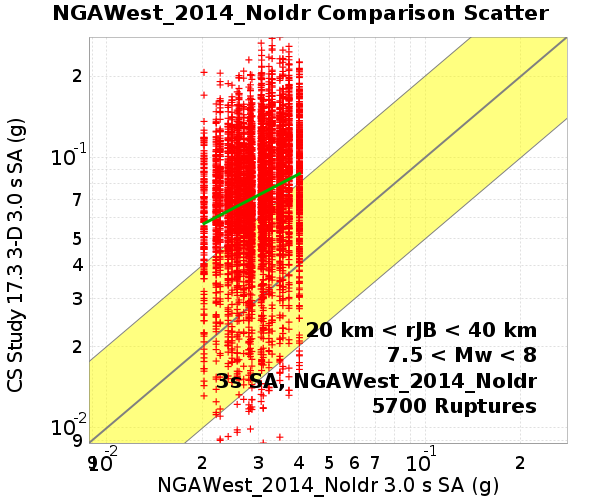 NGAWest_2014_NoIdr Comparison Scatter
CS Study 17.3 3-D 3.0 s SA (g)
2
10-1
7
5
4
3
2
10-2
9
20 km < rJB < 40 km
7.5 < Mw < 8
3s SA, NGAWest_2014_NoIdr
5700 Ruptures
9 10-2 2 3 4 5 6 7 10-1 2
NGAWest_2014_NoIdr 3.0 s SA (g)